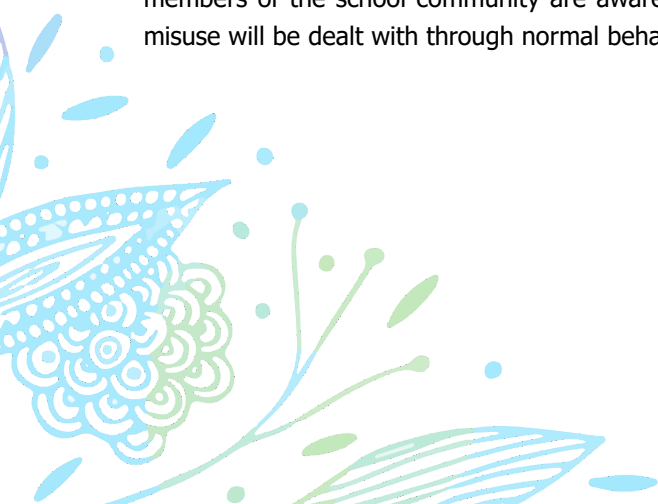 members of the school community are aware
misuse will be dealt with through normal beha